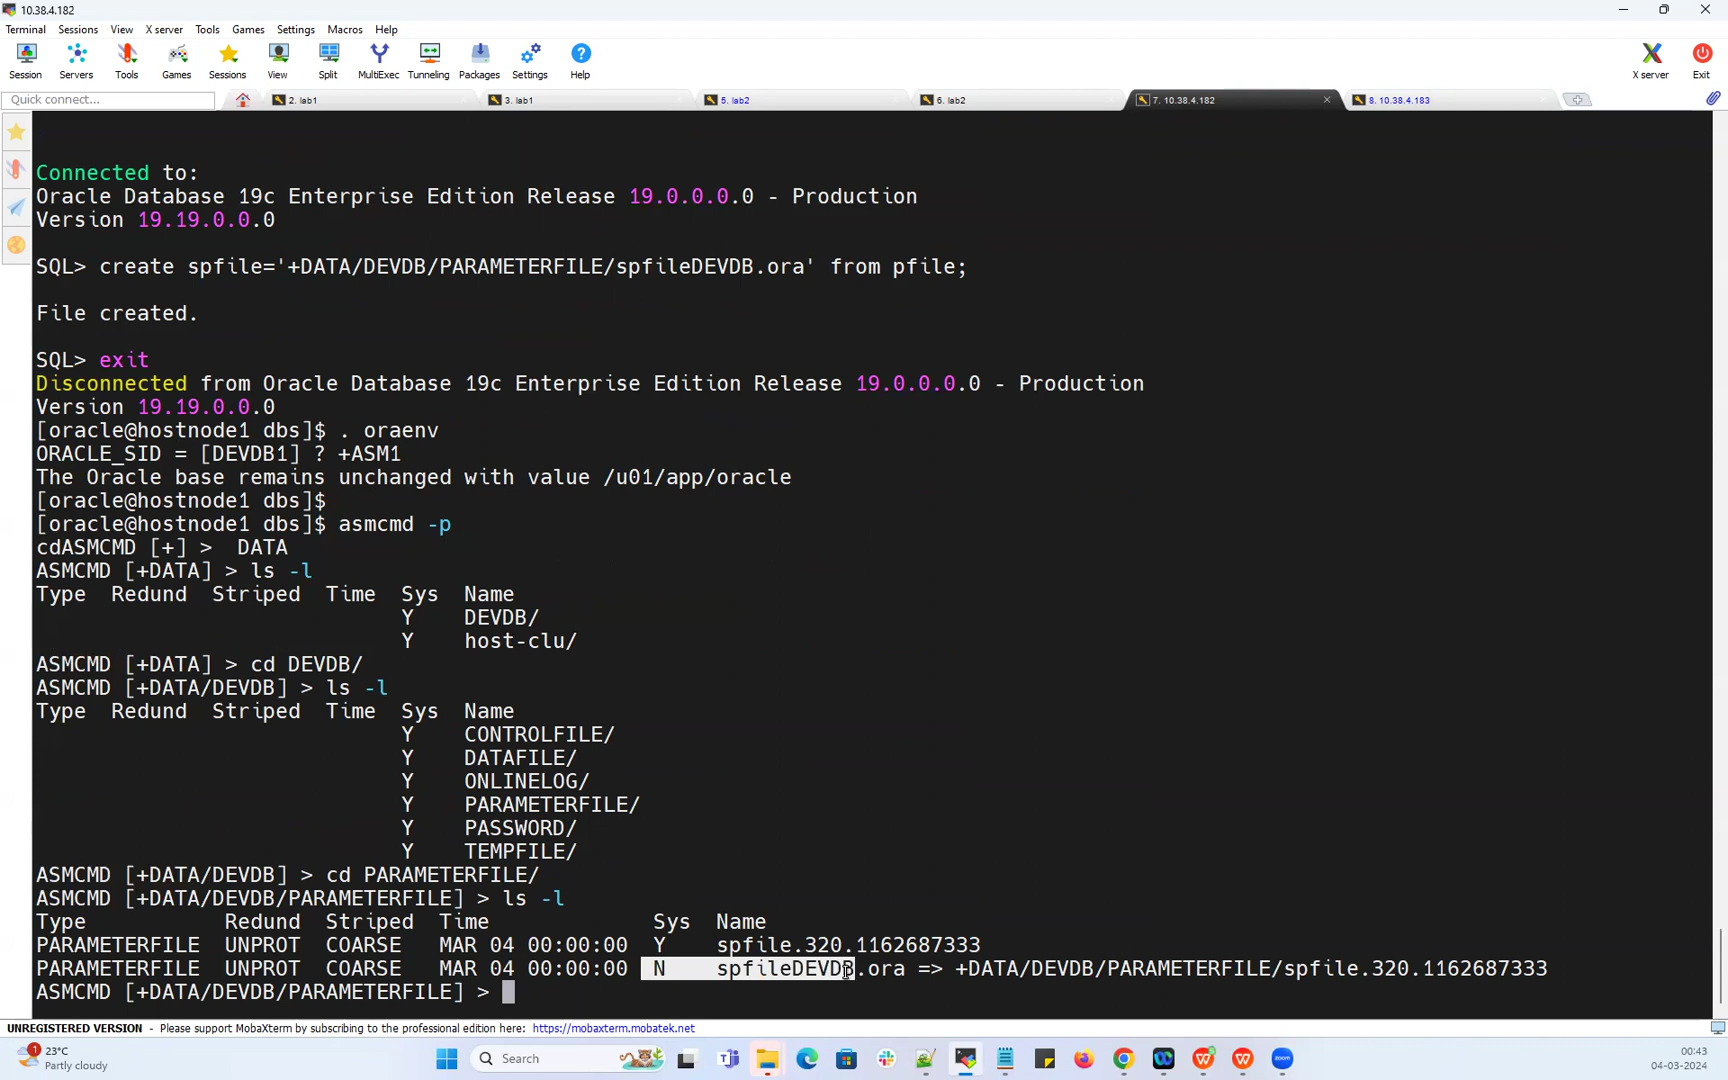 10.38.4.182
Terminal Sessions View X server Tools Games Settings Macros Help
Session Servers Tools Games Sessions View Split MultiExec Tunneling Packages Settings Help X server Exit
Quick connect... 2. lab1 3. lab1 5. lab2 6. lab2 7. 10.38.4.182 8. 10.38.4.183
Connected to:
Oracle Database 19c Enterprise Edition Release 19.0.0.0.0 - Production
Version 19.19.0.0.0
SQL> create spfile='+DATA/DEVDB/PARAMETERFILE/spfileDEVDB.ora' from pfile;
File created.
SQL> exit
Disconnected from Oracle Database 19c Enterprise Edition Release 19.0.0.0.0 - Production
Version 19.19.0.0.0
[oracle@hostnode1 dbs]$ . oraenv
ORACLE_SID = [DEVDB1] ? +ASM1
The Oracle base remains unchanged with value /u01/app/oracle
[oracle@hostnode1 dbs]$
[oracle@hostnode1 dbs]$ asmcmd -p
cdASMCMD [+] >  DATA
ASMCMD [+DATA] > ls -l
Type  Redund  Striped  Time  Sys  Name
Y    DEVDB/
Y    host-clu/
ASMCMD [+DATA] > cd DEVDB/
ASMCMD [+DATA/DEVDB] > ls -l
Type  Redund  Striped  Time  Sys  Name
Y    CONTROLFILE/
Y    DATAFILE/
Y    ONLINELOG/
Y    PARAMETERFILE/
Y    PASSWORD/
Y    TEMPFILE/
ASMCMD [+DATA/DEVDB] > cd PARAMETERFILE/
ASMCMD [+DATA/DEVDB/PARAMETERFILE] > ls -l
Type           Redund  Striped  Time             Sys  Name
PARAMETERFILE  UNPROT  COARSE   MAR 04 00:00:00  Y    spfile.320.1162687333
PARAMETERFILE  UNPROT  COARSE   MAR 04 00:00:00  N    spfileDEVDB.ora => +DATA/DEVDB/PARAMETERFILE/spfile.320.1162687333
ASMCMD [+DATA/DEVDB/PARAMETERFILE] >
UNREGISTERED VERSION - Please support MobaXterm by subscribing to the professional edition here: https://mobaxterm.mobatek.net
1 23°C
Partly cloudy
Search
zoom
00:43
04-03-2024